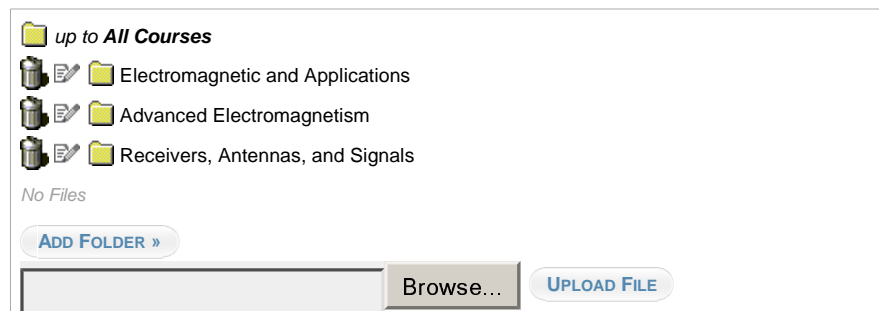 up to All Courses
Electromagnetic and Applications
Advanced Electromagnetism
Receivers, Antennas, and Signals
No Files
ADD FOLDER »
Browse... UPLOAD FILE